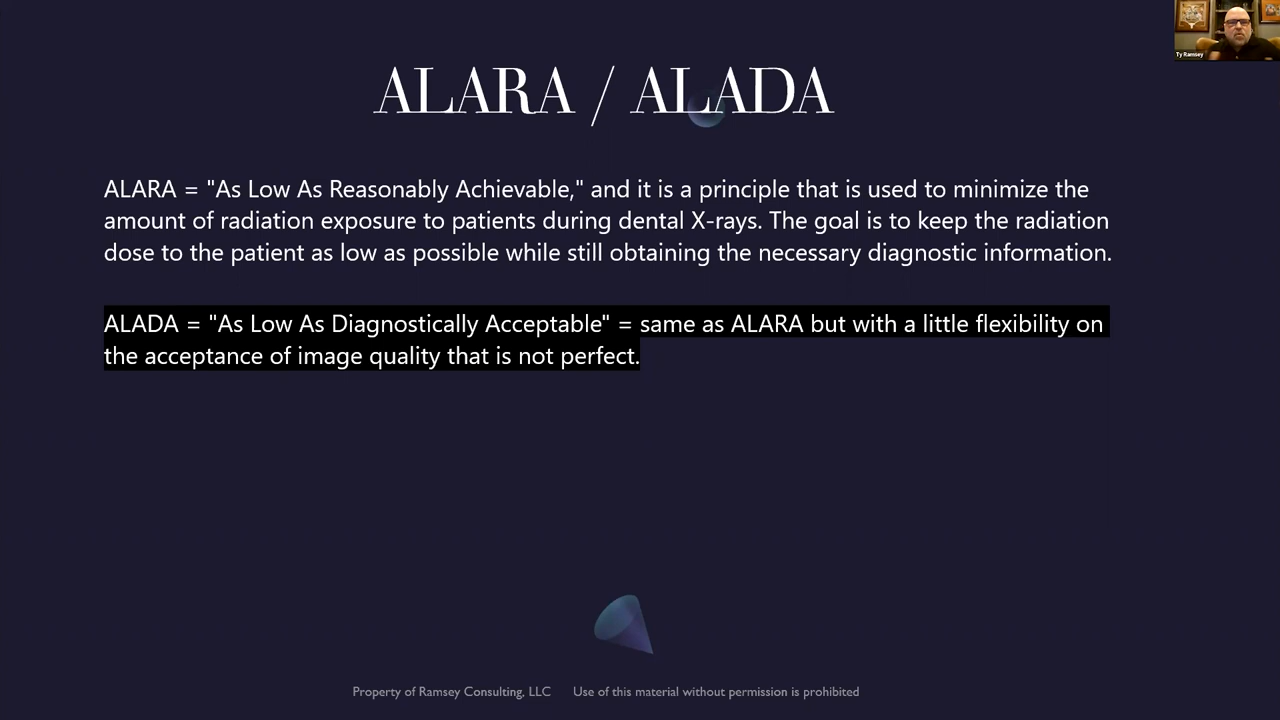 Ty Ramsey
ALARA / ALADA
ALARA = "As Low As Reasonably Achievable," and it is a principle that is used to minimize the
amount of radiation exposure to patients during dental X-rays. The goal is to keep the radiation
dose to the patient as low as possible while still obtaining the necessary diagnostic information.
ALADA = "As Low As Diagnostically Acceptable" = same as ALARA but with a little flexibility on
the acceptance of image quality that is not perfect.
Property of Ramsey Consulting, LLC Use of this material without permission is prohibited